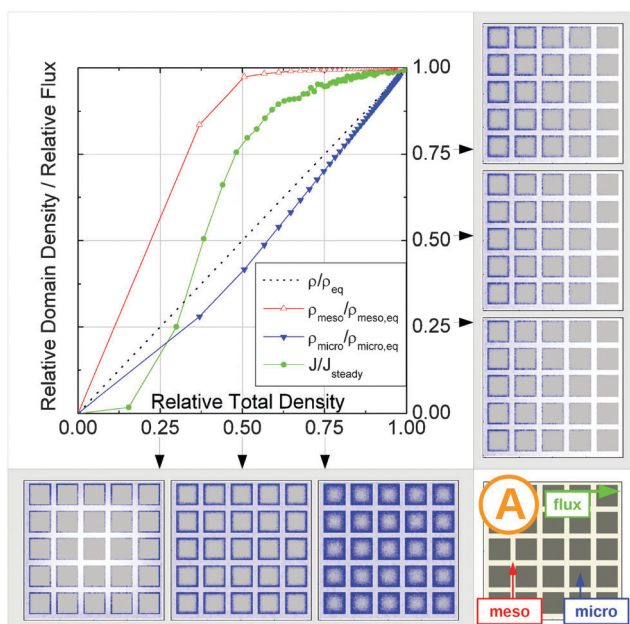 Relative Domain Density / Relative Flux
1.00
0.75
0.50
0.25
0.00
ρ/ρeq
ρmeso/ρmeso,eq
ρmicro/ρmicro,eq
J/Jsteady
Relative Total Density
0.00 0.25 0.50 0.75 1.00
A
flux
meso
micro